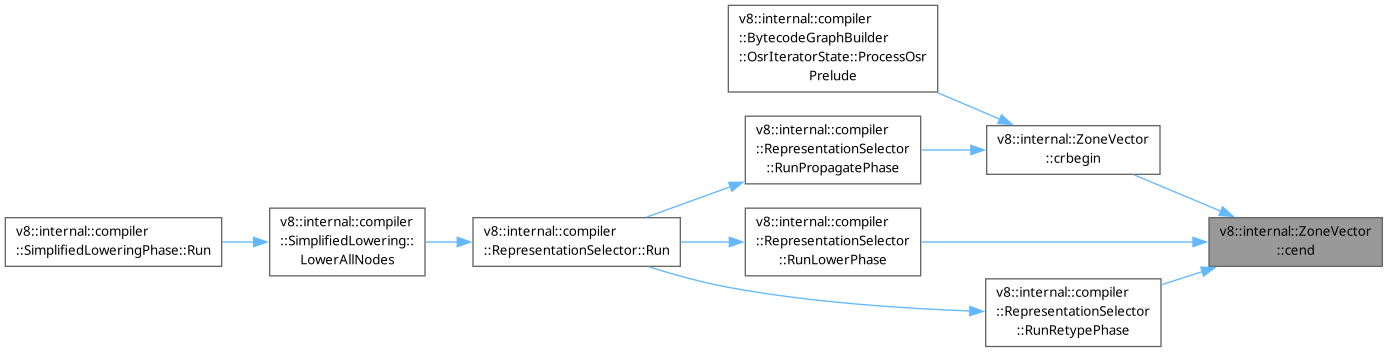 v8::internal::compiler
::BytecodeGraphBuilder
::OsrIteratorState::ProcessOsr
Prelude
v8::internal::compiler
::RepresentationSelector
::RunPropagatePhase
v8::internal::ZoneVector
::crbegin
v8::internal::compiler
::SimplifiedLoweringPhase::Run
v8::internal::compiler
::SimplifiedLowering::
LowerAllNodes
v8::internal::compiler
::RepresentationSelector::Run
v8::internal::compiler
::RepresentationSelector
::RunLowerPhase
v8::internal::ZoneVector
::cend
v8::internal::compiler
::RepresentationSelector
::RunRetypePhase